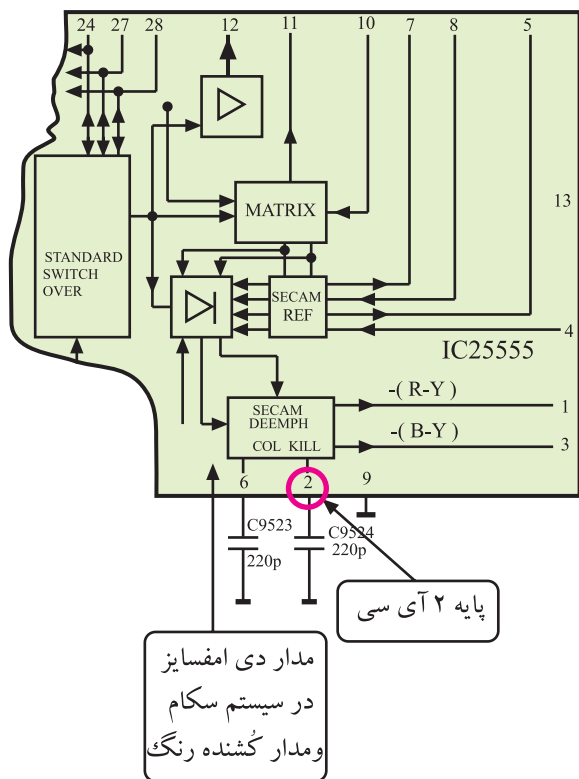 24 27 28 12 11 10 7 8 5
MATRIX
13
STANDARD
SWITCH
OVER
SECAM
REF
4
IC25555
SECAM
DEEMPH
COL KILL
-( R-Y )
1
-( B-Y )
3
6 2 9
C9523
220p
C9524
220p
پایه ۲ آی سی
مدار دی امفسایز
در سیستم سکام
ومدار کُشنده رنگ